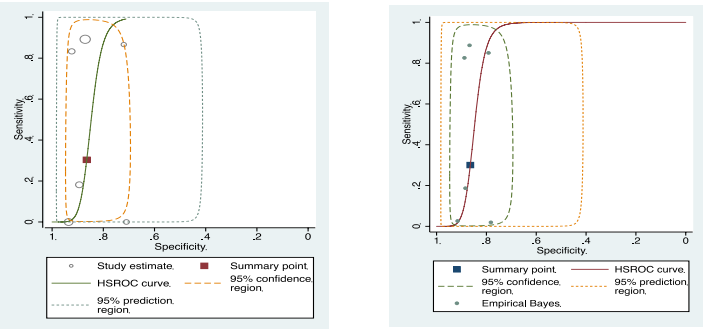 1.
.8
.6
.4
.2
0.
Sensitivity.
1.
.8
.6
.4
.2
0
Specificity.
Study estimate.
Summary point.
HSROC curve.
95% confidence.
region.
95% prediction.
region.
1.
.8
.6
.4
.2
0.
Sensitivity.
1.
.8
.6
.4
.2
0
Specificity.
Summary point.
HSROC curve.
95% confidence.
region.
95% prediction.
region.
Empirical Bayes.